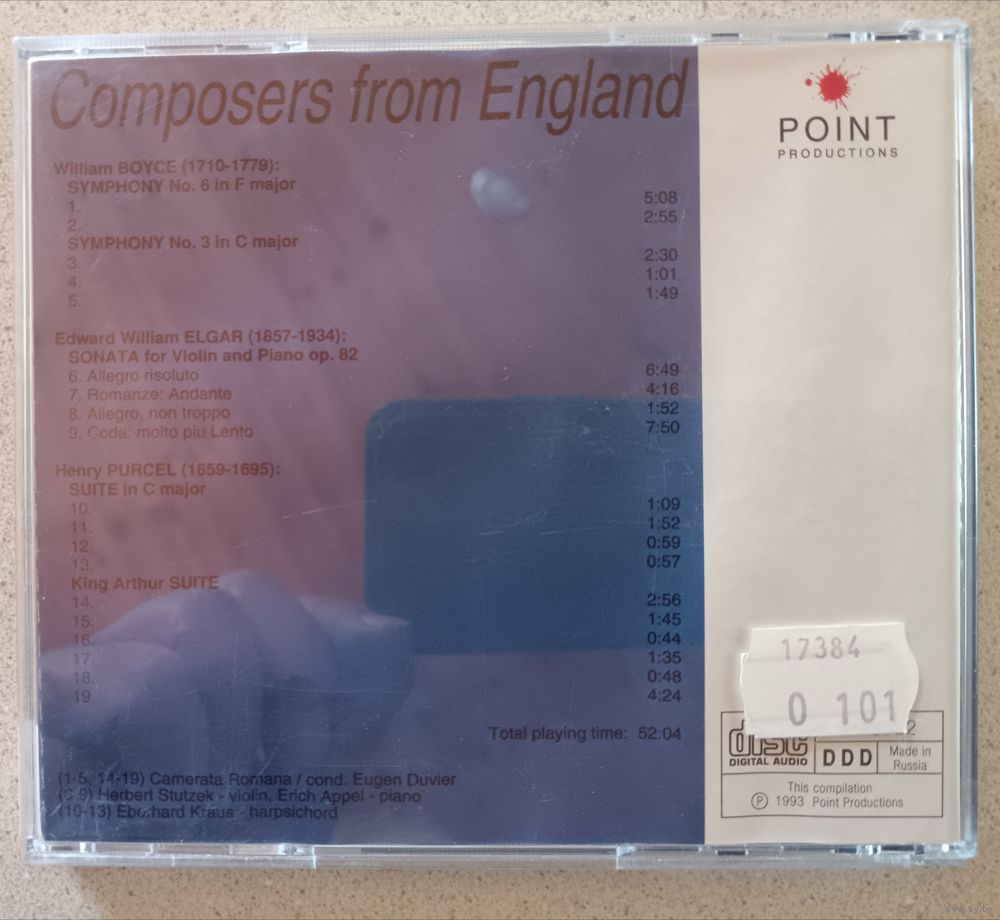 Composers from England
William BOYCE (1710-1779):
SYMPHONY No. 6 in F major
1. 5:08
2. 2:55
SYMPHONY No. 3 in C major
3. 2:30
4. 1:01
5. 1:49
Edward William ELGAR (1857-1934):
SONATA for Violin and Piano op. 82
6. Allegro risoluto 6:49
7. Romanze: Andante 4:16
8. Allegro, non troppo 1:52
9. Coda: molto piu Lento 7:50
Henry PURCEL (1659-1695):
SUITE in C major
10. 1:09
11. 1:52
12. 0:59
13. 0:57
King Arthur SUITE
14. 2:56
15. 1:45
16. 0:44
17. 1:35
18. 0:48
19. 4:24
Total playing time: 52:04
(1-5, 14-19) Camerata Romana / cond. Eugen Duvier
(6-9) Herbert Stutzek - violin, Erich Appel - piano
(10-13) Eberhard Kraus - harpsichord
POINT
PRODUCTIONS
17384
0 101
disc
DIGITAL AUDIO
DDD
Made in
Russia
This compilation
℗ 1993 Point Productions
www.ay.by